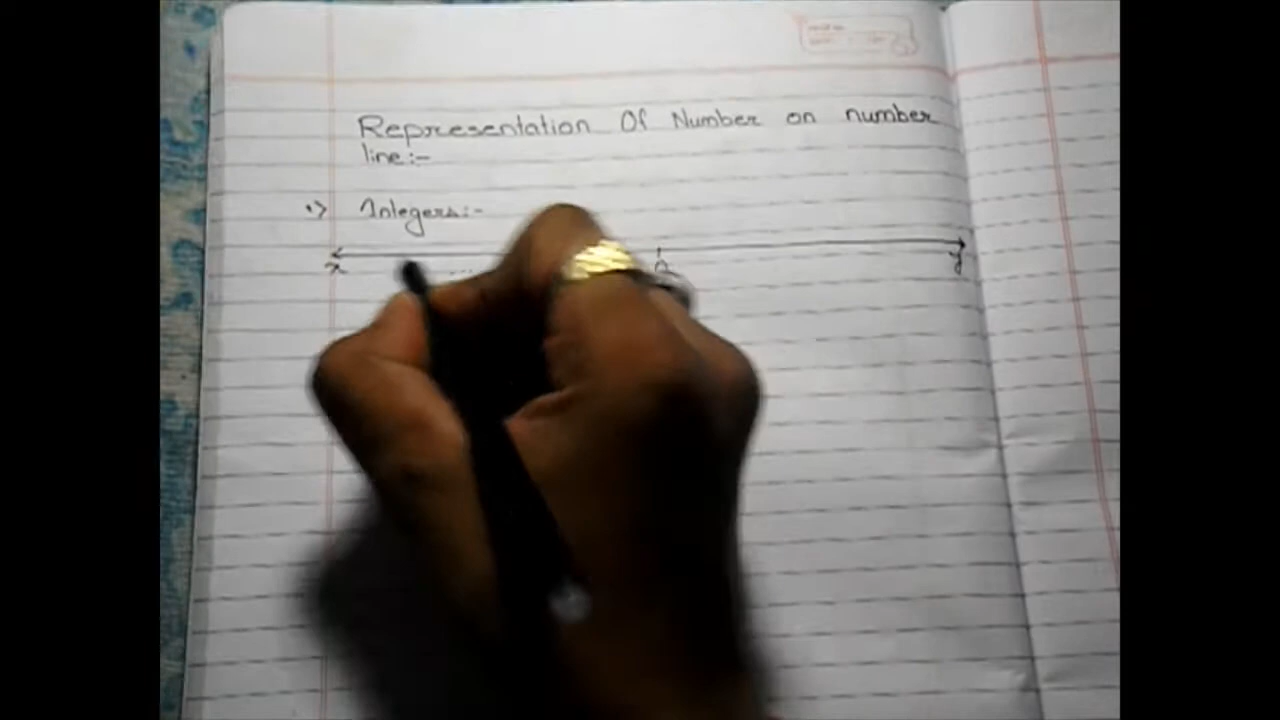 Representation Of Number on number
line:-
•> Integers:-
x y